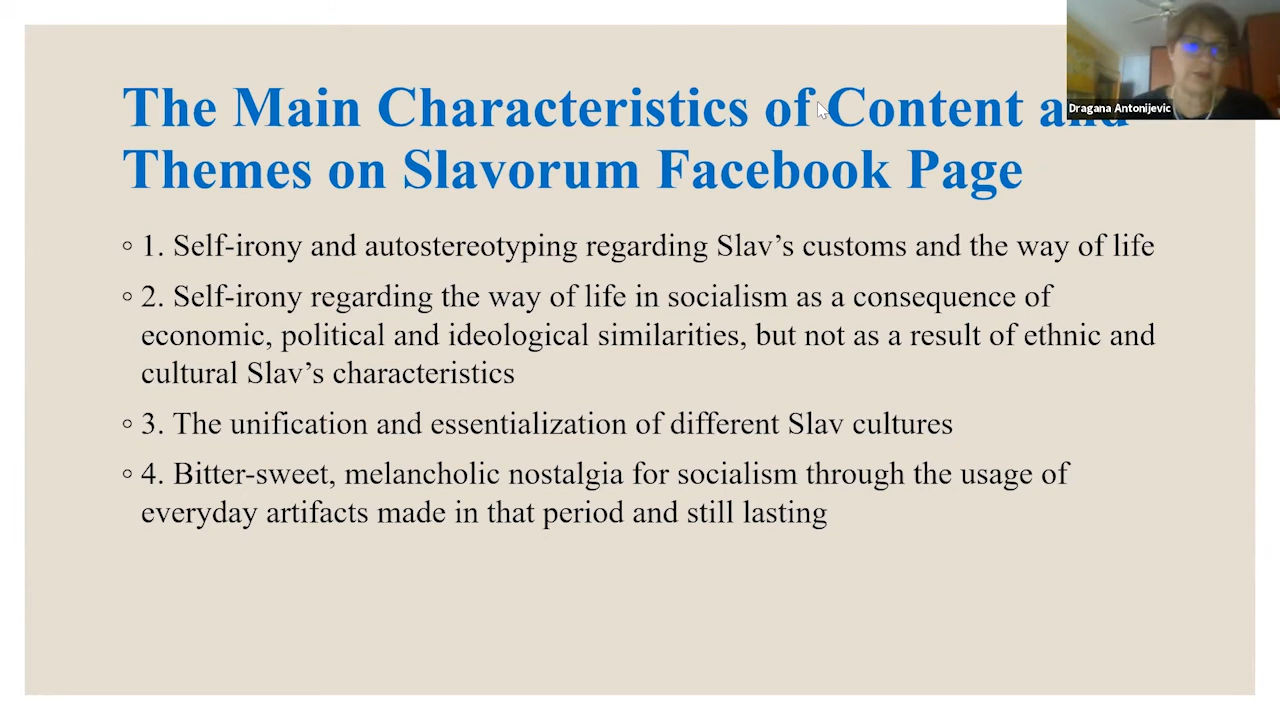 The Main Characteristics of Content and
Themes on Slavorum Facebook Page
Dragana Antonijevic
◦ 1. Self-irony and autostereotyping regarding Slav’s customs and the way of life
◦ 2. Self-irony regarding the way of life in socialism as a consequence of
economic, political and ideological similarities, but not as a result of ethnic and
cultural Slav’s characteristics
◦ 3. The unification and essentialization of different Slav cultures
◦ 4. Bitter-sweet, melancholic nostalgia for socialism through the usage of
everyday artifacts made in that period and still lasting